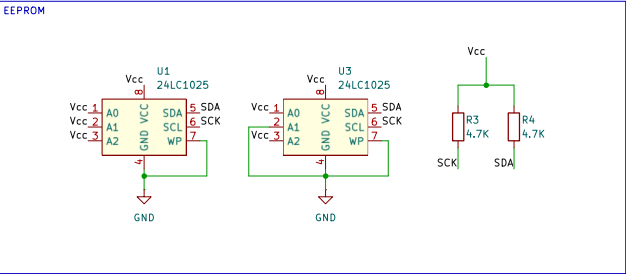 EEPROM
U1
24LC1025
Vcc
8
Vcc 1 A0
Vcc 2 A1
Vcc 3 A2
GND VCC
SDA 5 SDA
SCL 6 SCK
WP 7
4
GND
U3
24LC1025
Vcc
8
Vcc 1 A0
2 A1
Vcc 3 A2
GND VCC
SDA 5 SDA
SCL 6 SCK
WP 7
4
GND
Vcc
R3
4.7K
R4
4.7K
SCK
SDA